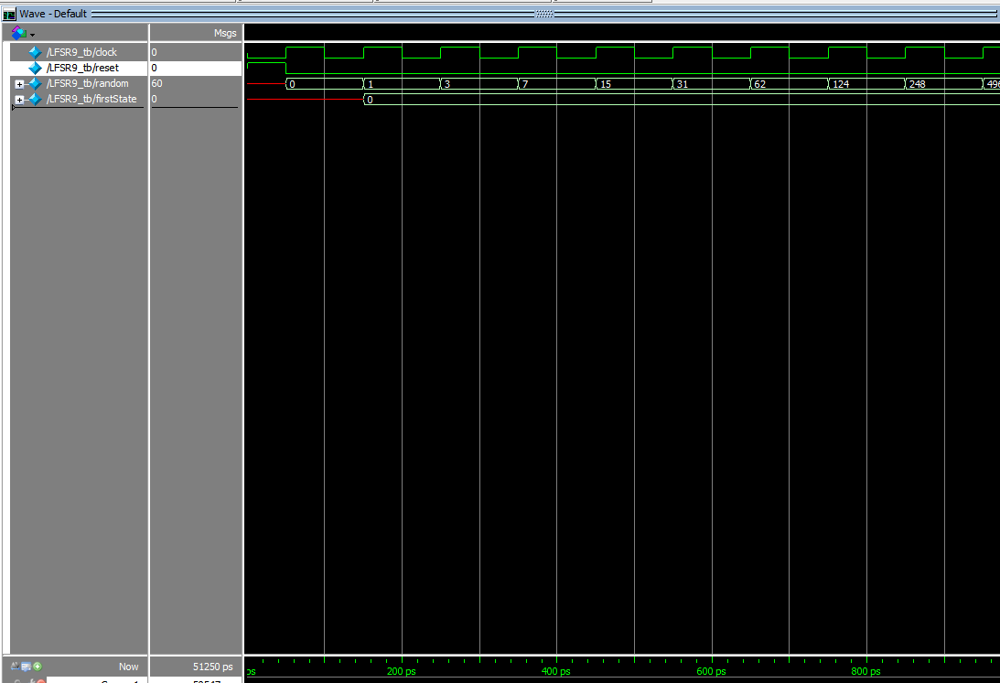 Wave - Default
Msgs
/LFSR9_tb/clock 0
/LFSR9_tb/reset 0
/LFSR9_tb/random 60 0 1 3 7 15 31 62 124 248 496
/LFSR9_tb/firstState 0 0
Now 51250 ps ps 200 ps 400 ps 600 ps 800 ps